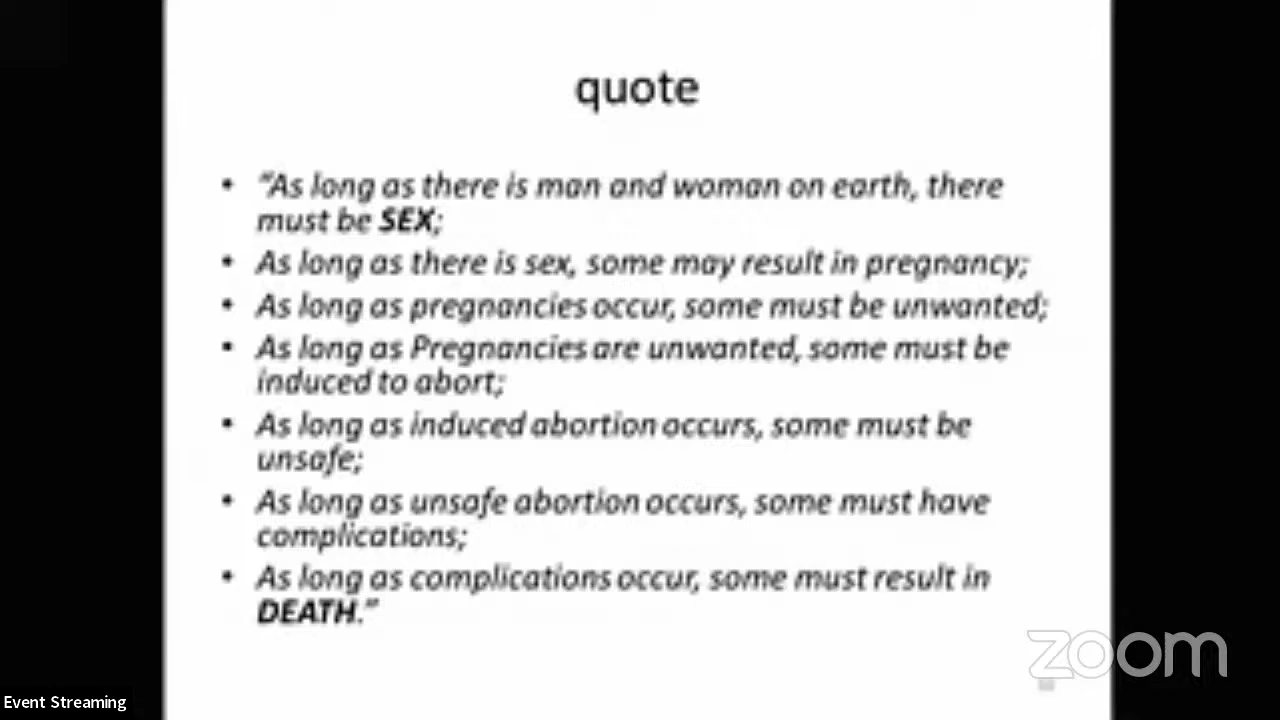 quote
• “As long as there is man and woman on earth, there
must be SEX;
• As long as there is sex, some may result in pregnancy;
• As long as pregnancies occur, some must be unwanted;
• As long as Pregnancies are unwanted, some must be
induced to abort;
• As long as induced abortion occurs, some must be
unsafe;
• As long as unsafe abortion occurs, some must have
complications;
• As long as complications occur, some must result in
DEATH.”
zoom
Event Streaming